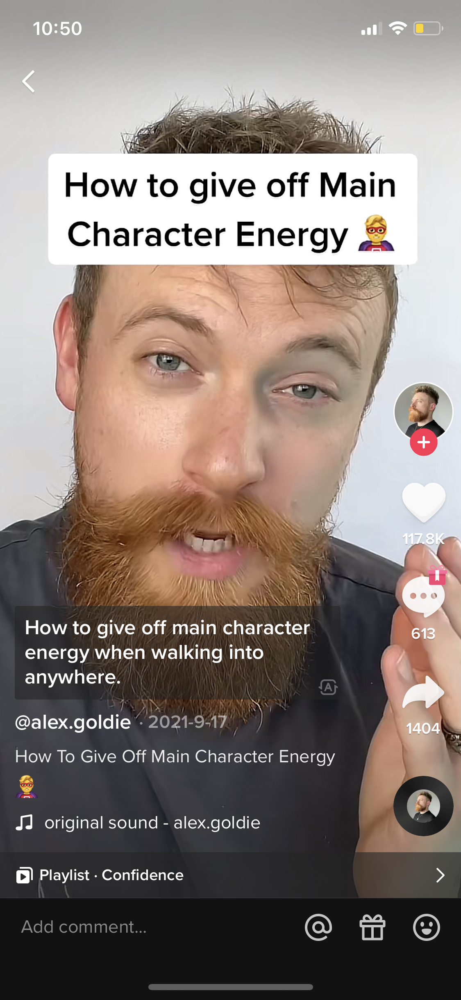 10:50
How to give off Main
Character Energy 🦸‍♂️
117.8K
613
1404
How to give off main character
energy when walking into
anywhere.
@alex.goldie · 2021-9-17
How To Give Off Main Character Energy
🦸‍♂️
original sound - alex.goldie
Playlist · Confidence
Add comment...